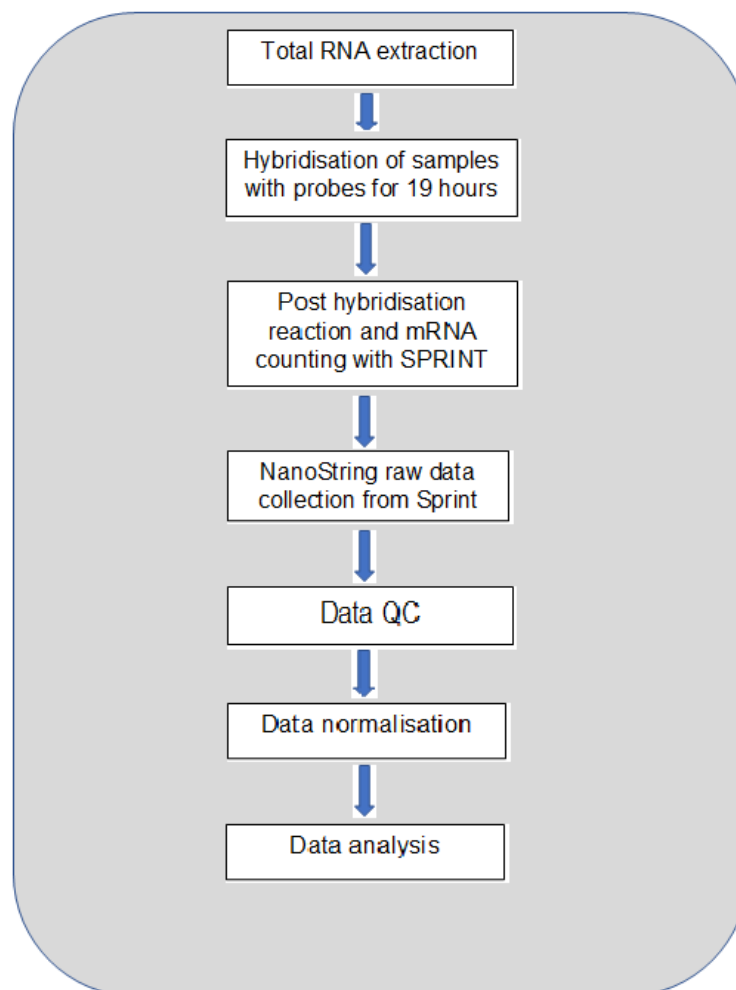 Total RNA extraction
Hybridisation of samples
with probes for 19 hours
Post hybridisation
reaction and mRNA
counting with SPRINT
NanoString raw data
collection from Sprint
Data QC
Data normalisation
Data analysis